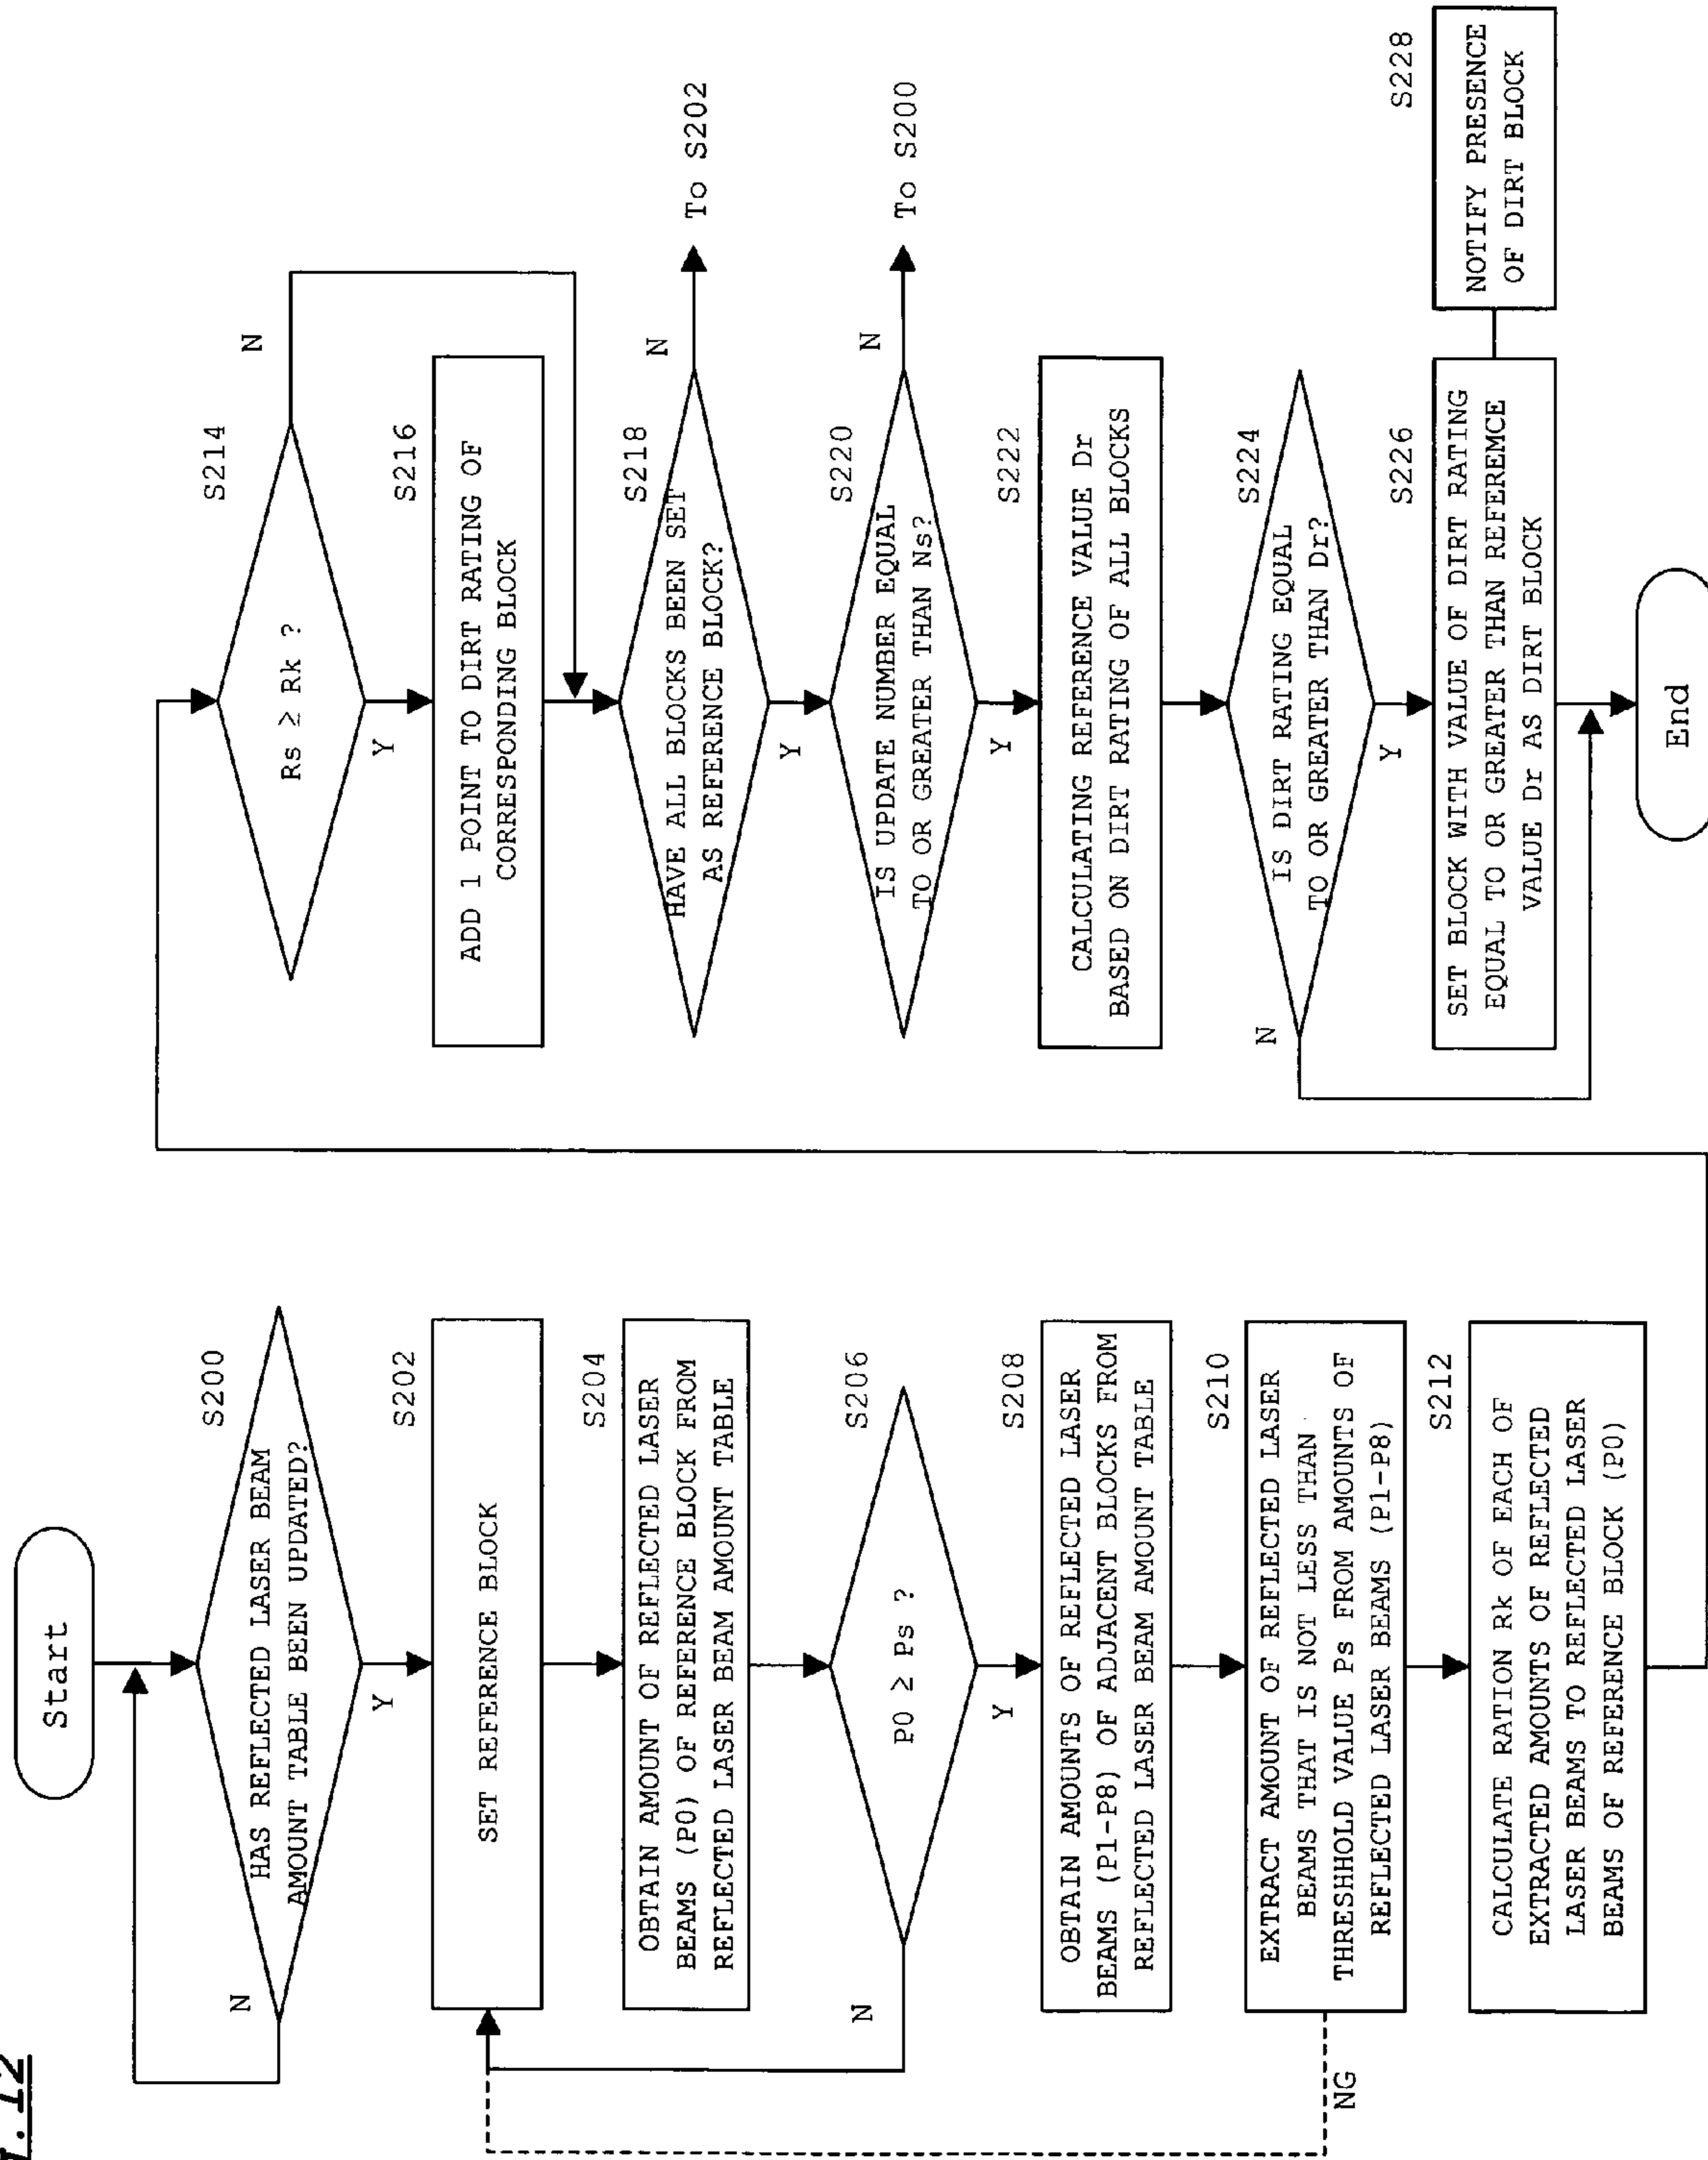 . 12
Start
S200
HAS REFLECTED LASER BEAM
AMOUNT TABLE BEEN UPDATED?
N
Y
S202
SET REFERENCE BLOCK
S204
OBTAIN AMOUNT OF REFLECTED LASER
BEAMS (P0) OF REFERENCE BLOCK FROM
REFLECTED LASER BEAM AMOUNT TABLE
S206
P0 ≥ Ps ?
N
Y
S208
OBTAIN AMOUNTS OF REFLECTED LASER
BEAMS (P1-P8) OF ADJACENT BLOCKS FROM
REFLECTED LASER BEAM AMOUNT TABLE
S210
EXTRACT AMOUNT OF REFLECTED LASER
BEAMS THAT IS NOT LESS THAN
THRESHHOLD VALUE Ps FROM AMOUNTS OF
REFLECTED LASER BEAMS (P1-P8)
NG
S212
CALCULATE RATION Rk OF EACH OF
EXTRACTED AMOUNTS OF REFLECTED
LASER BEAMS TO REFLECTED LASER
BEAMS OF REFERENCE BLOCK (P0)
S214
Rs ≥ Rk ?
N
Y
S216
ADD 1 POINT TO DIRT RATING OF
CORRESPONDING BLOCK
S218
HAVE ALL BLOCKS BEEN SET
AS REFERENCE BLOCK?
N
To S202
Y
S220
IS UPDATE NUMBER EQUAL
TO OR GREATER THAN Ns?
N
To S200
Y
S222
CALCULATING REFERENCE VALUE Dr
BASED ON DIRT RATING OF ALL BLOCKS
S224
IS DIRT RATING EQUAL
TO OR GREATER THAN Dr?
N
Y
S226
SET BLOCK WITH VALUE OF DIRT RATING
EQUAL TO OR GREATER THAN REFEREMCE
VALUE Dr AS DIRT BLOCK
S228
NOTIFY PRESENCE
OF DIRT BLOCK
End